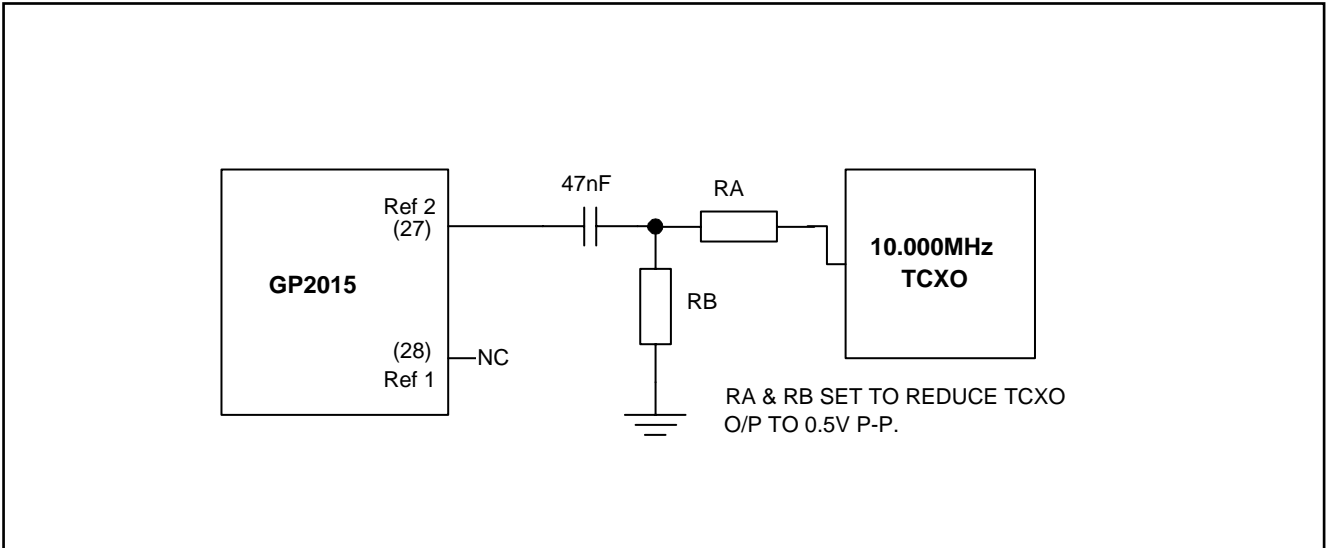 47nF
RA
Ref 2
(27)
10.000MHz
TCXO
GP2015
RB
(28)
NC
Ref 1
RA & RB SET TO REDUCE TCXO
O/P TO 0.5V P-P.